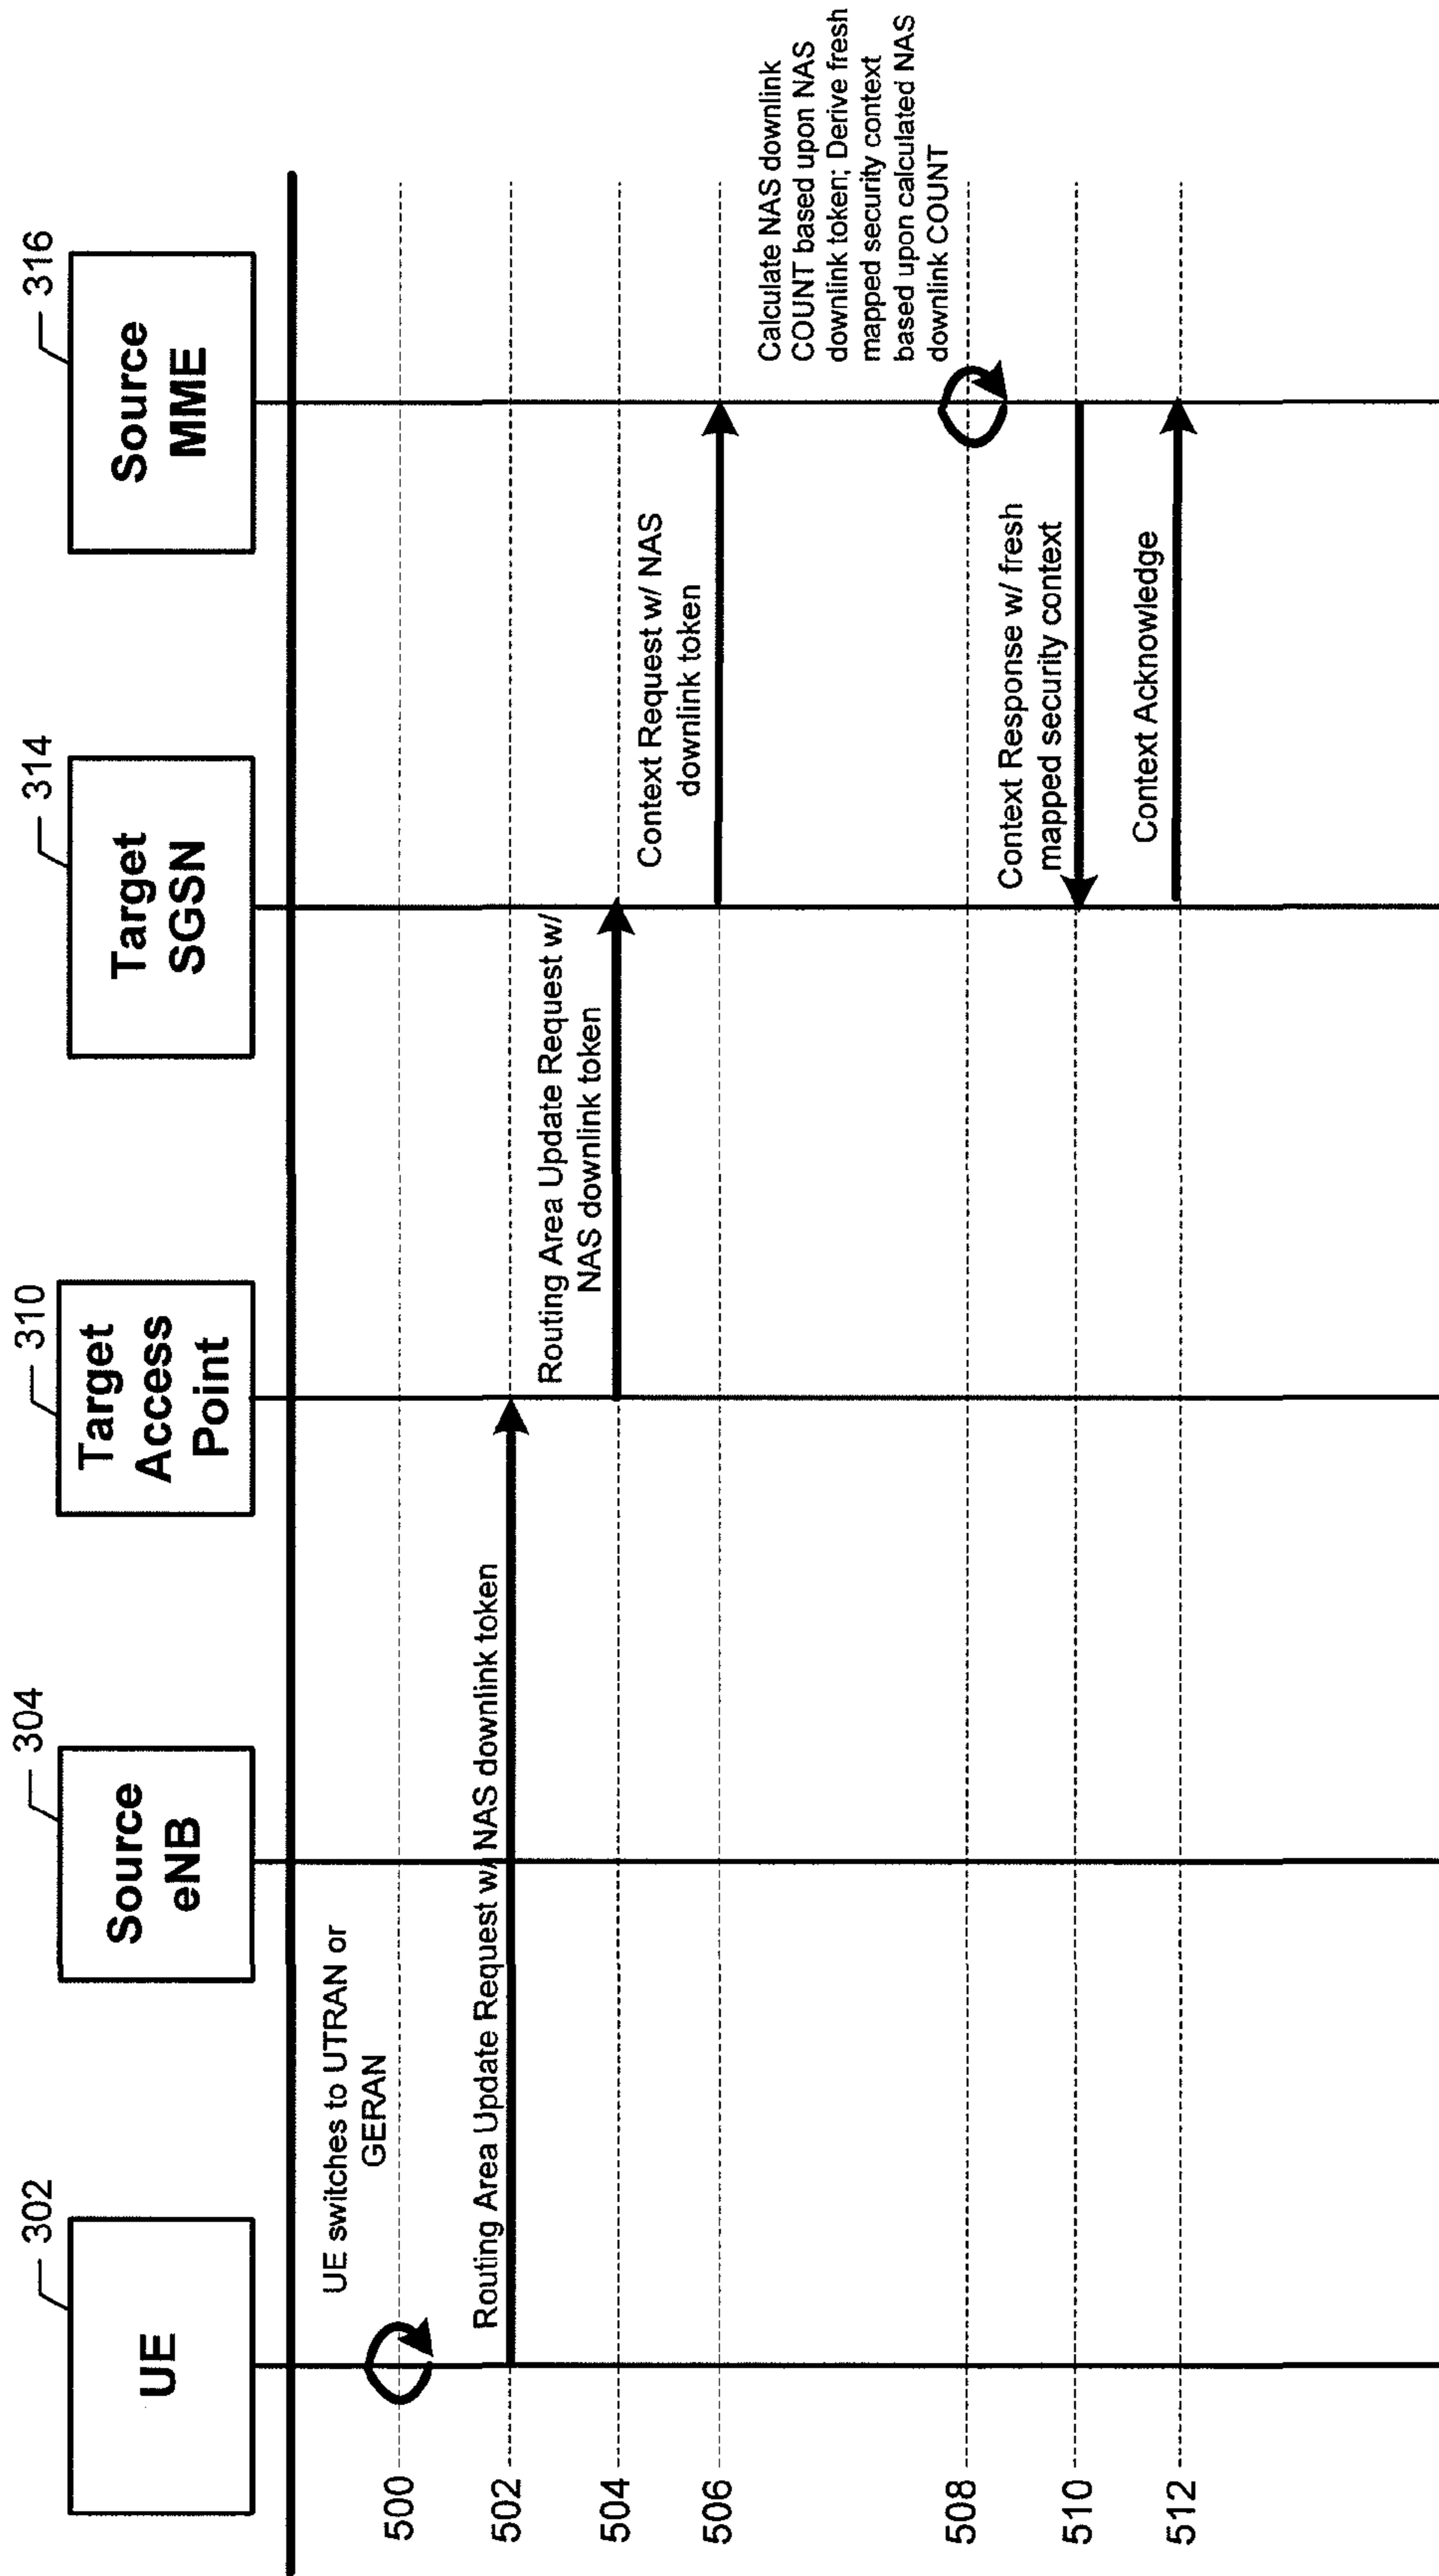 302
UE
304
Source
eNB
310
Target
Access
Point
314
Target
SGSN
316
Source
MME
500
UE switches to UTRAN or
GERAN
502
Routing Area Update Request w/ NAS downlink token
504
Routing Area Update Request w/
NAS downlink token
506
Context Request w/ NAS
downlink token
508
Calculate NAS downlink
COUNT based upon NAS
downlink token; Derive fresh
mapped security context
based upon calculated NAS
downlink COUNT
510
Context Response w/ fresh
mapped security context
512
Context Acknowledge